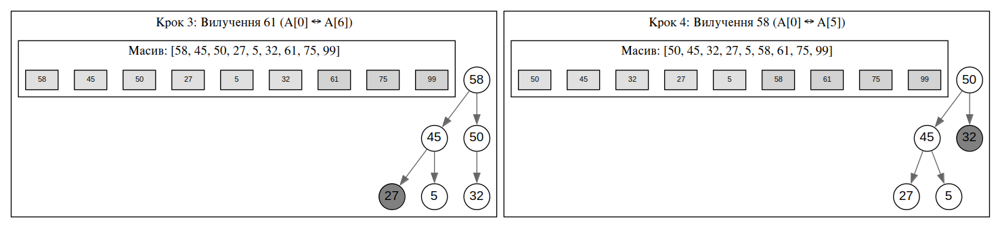 Крок 3: Вилучення 61 (A[0] ⇔ A[6])
Масив: [58, 45, 50, 27, 5, 32, 61, 75, 99]
58 45 50 27 5 32 61 75 99
58
45 50
27 5 32
Крок 4: Вилучення 58 (A[0] ⇔ A[5])
Масив: [50, 45, 32, 27, 5, 58, 61, 75, 99]
50 45 32 27 5 58 61 75 99
50
45 32
27 5